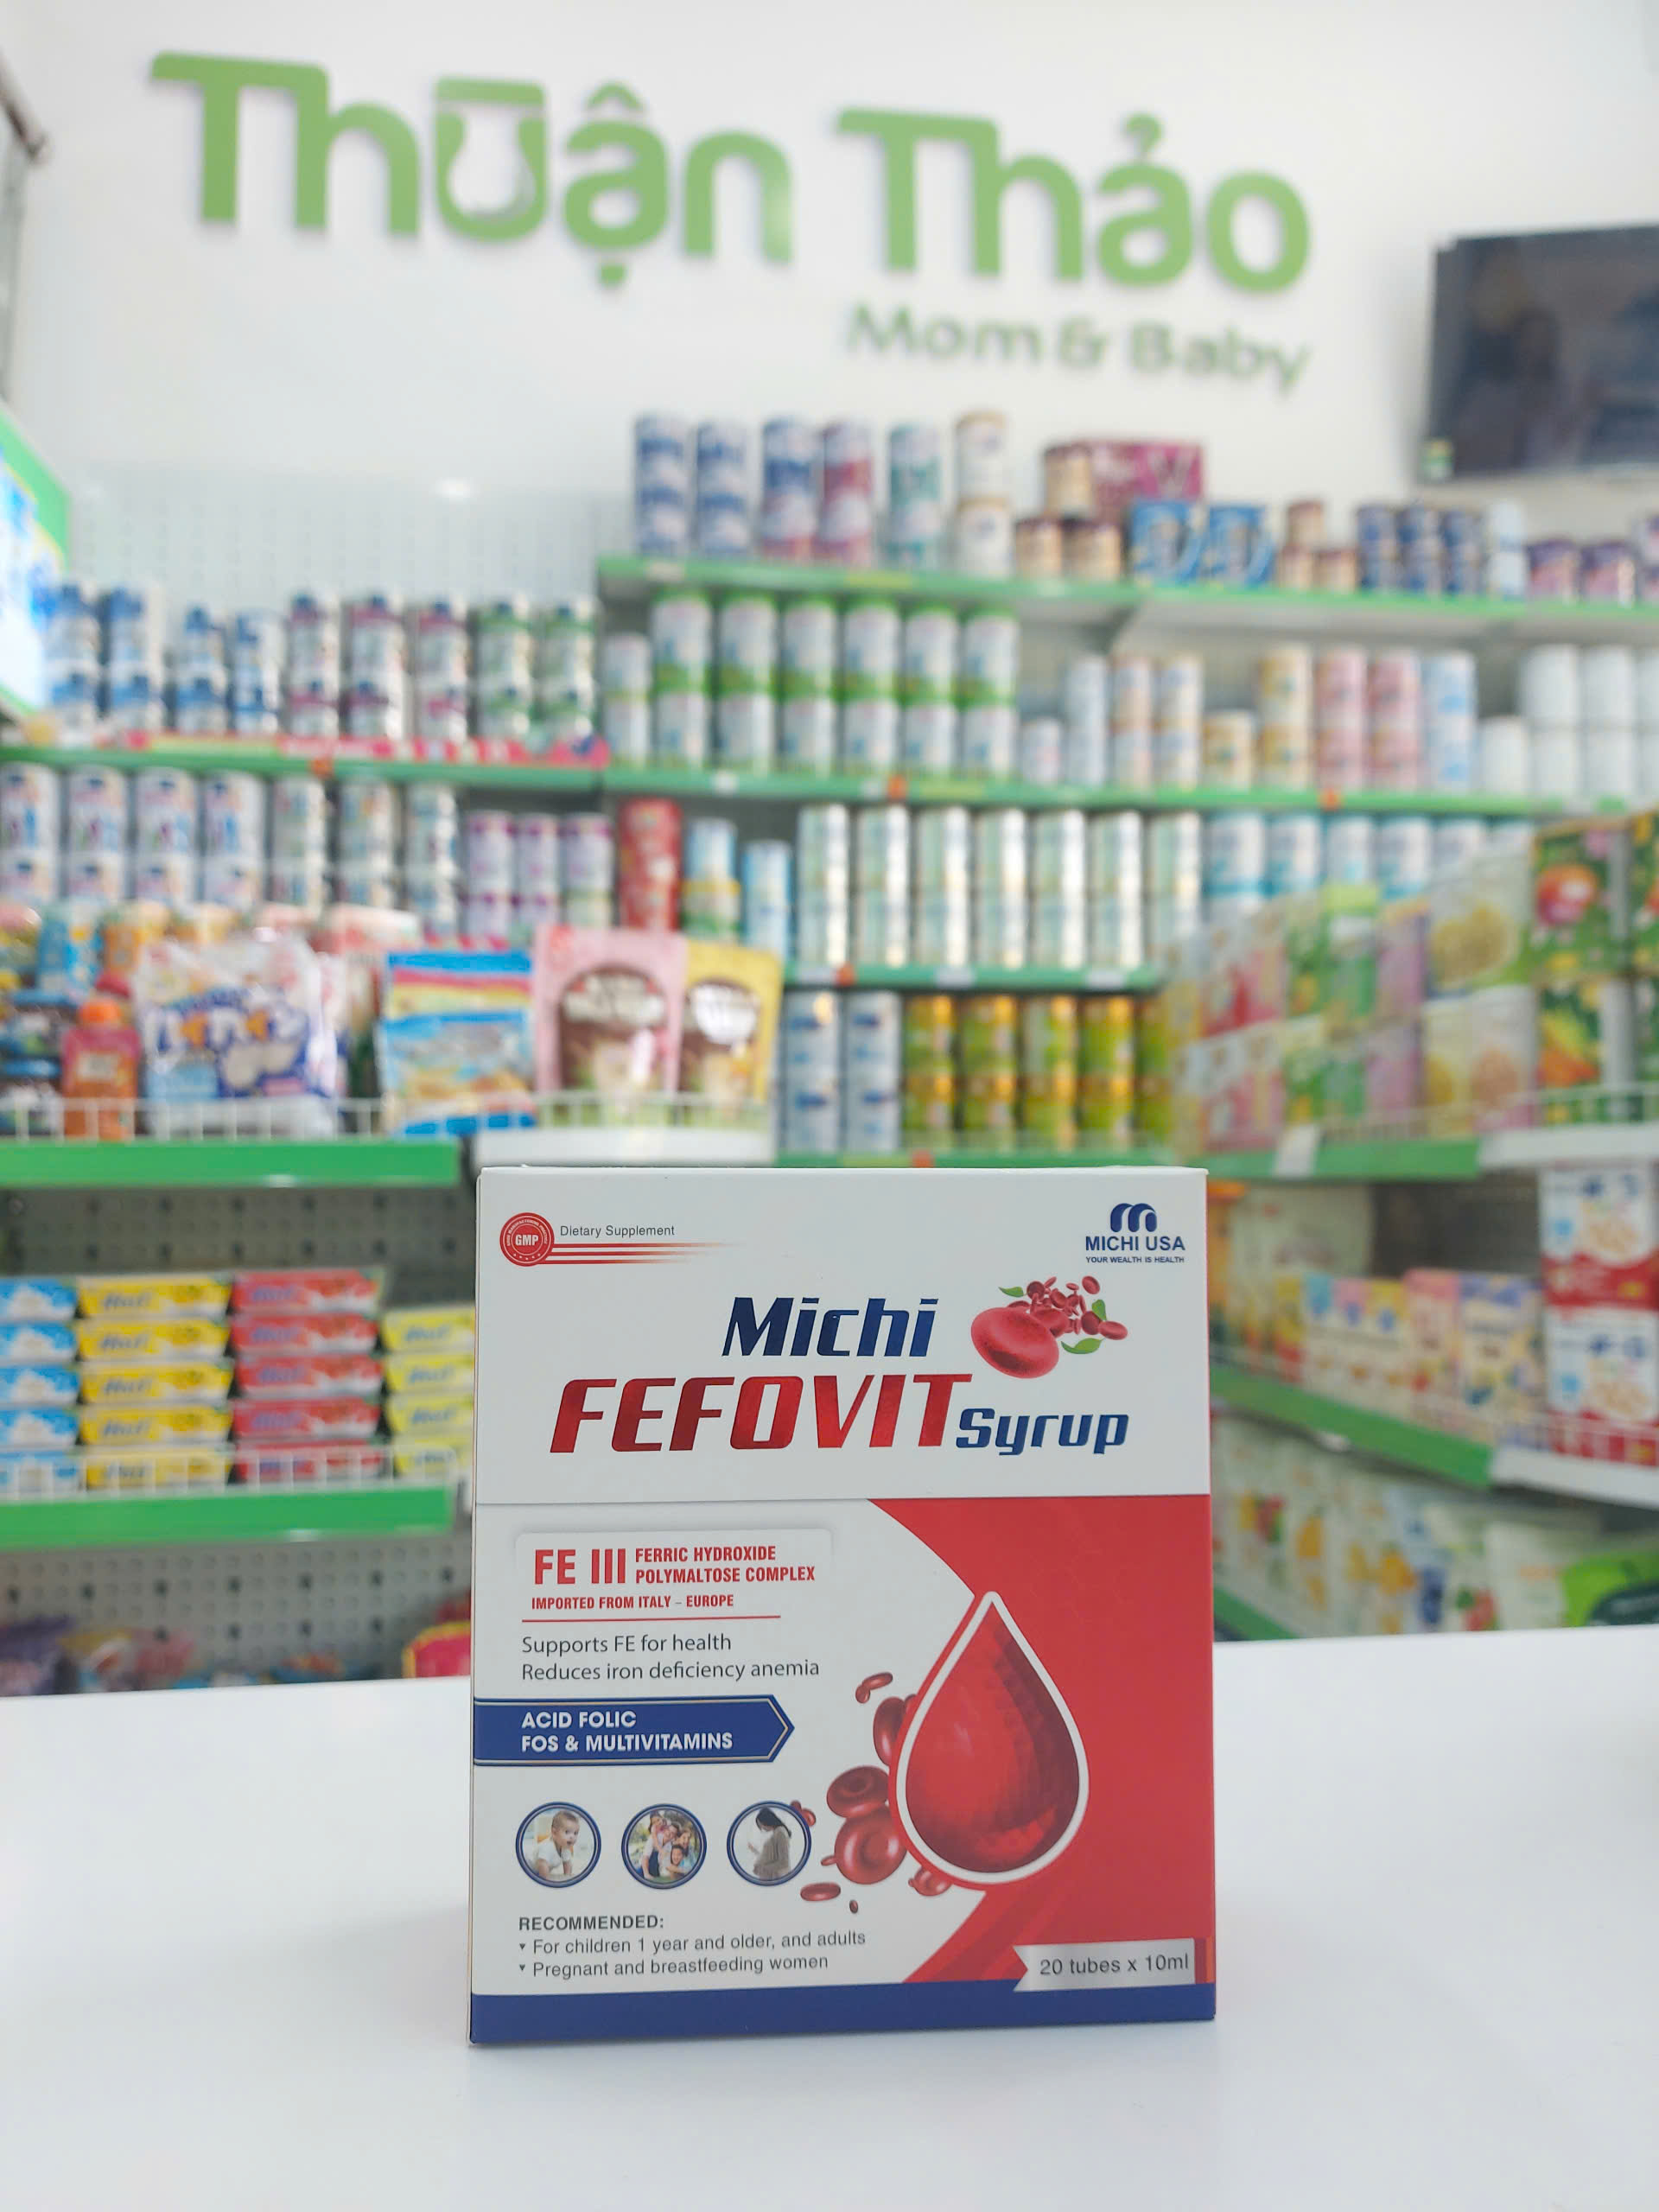 Thuận Thảo
Mom & Baby
GMP
Dietary Supplement
MICHI USA
YOUR WEALTH IS HEALTH
Michi
FEFOVIT Syrup
FE III FERRIC HYDROXIDE
POLYMALTOSE COMPLEX
IMPORTED FROM ITALY – EUROPE
Supports FE for health
Reduces iron deficiency anemia
ACID FOLIC
FOS & MULTIVITAMINS
RECOMMENDED:
For children 1 year and older, and adults
Pregnant and breastfeeding women
20 tubes x 10ml